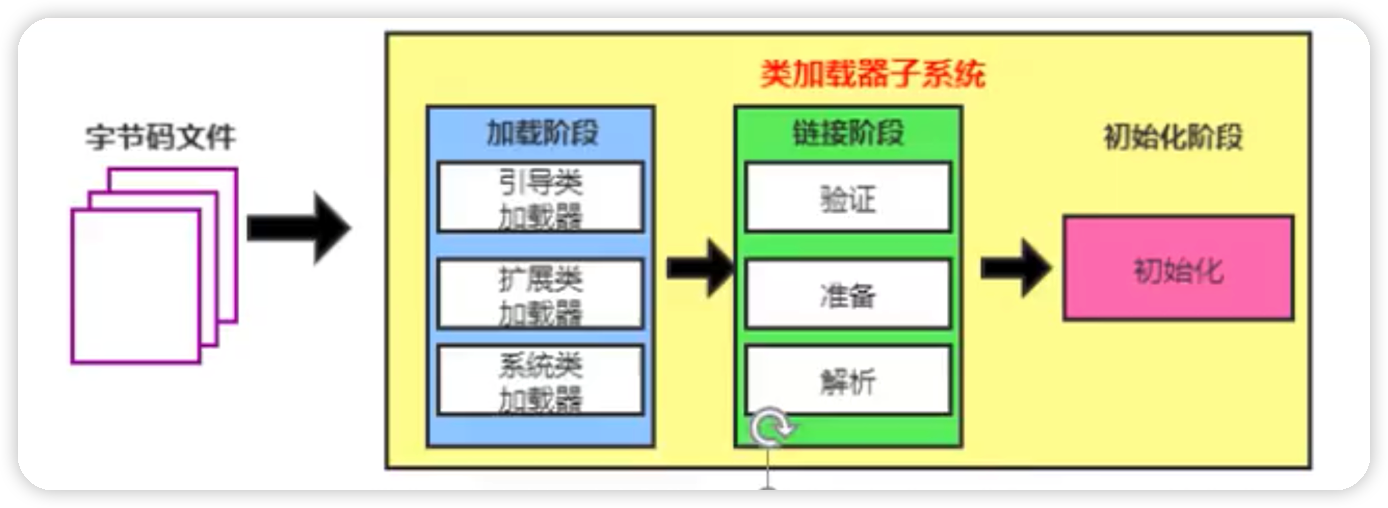 类加载器子系统
字节码文件
加载阶段
引导类
加载器
扩展类
加载器
系统类
加载器
链接阶段
验证
准备
解析
初始化阶段
初始化